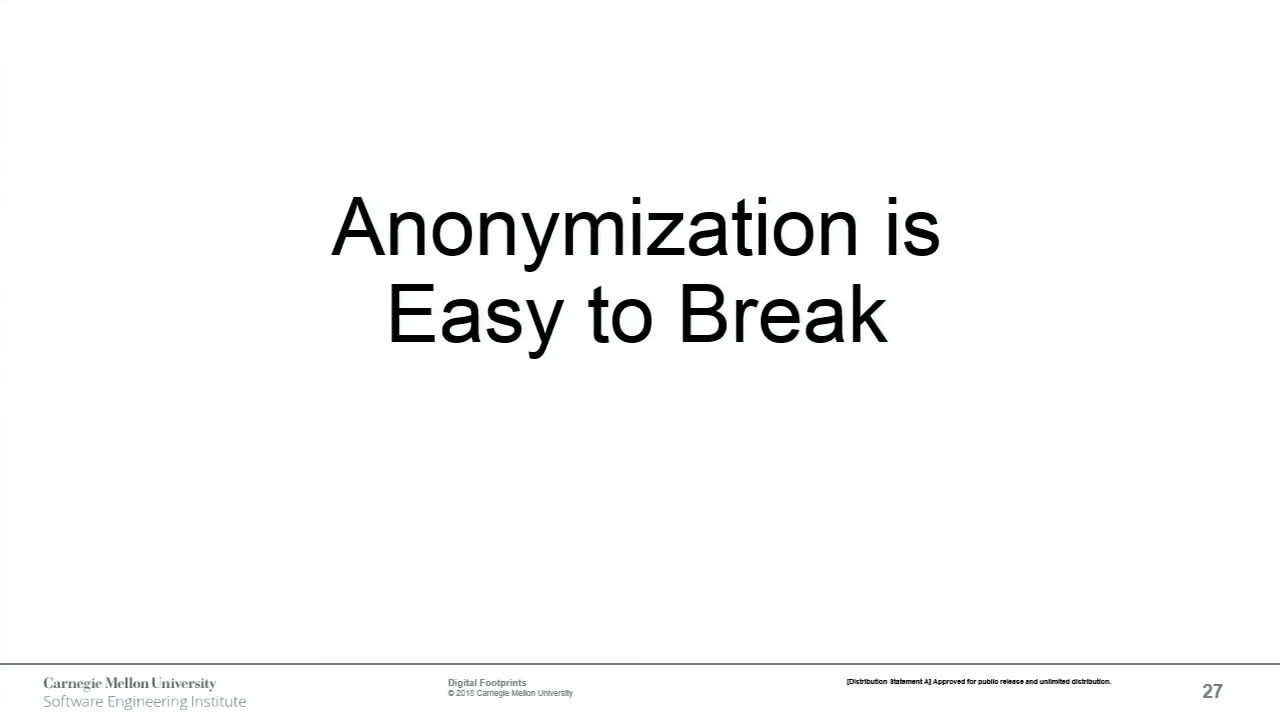 Anonymization is
Easy to Break
Carnegie Mellon University
Software Engineering Institute
Digital Footprints
© 2018 Carnegie Mellon University
[Distribution Statement A] Approved for public release and unlimited distribution.
27